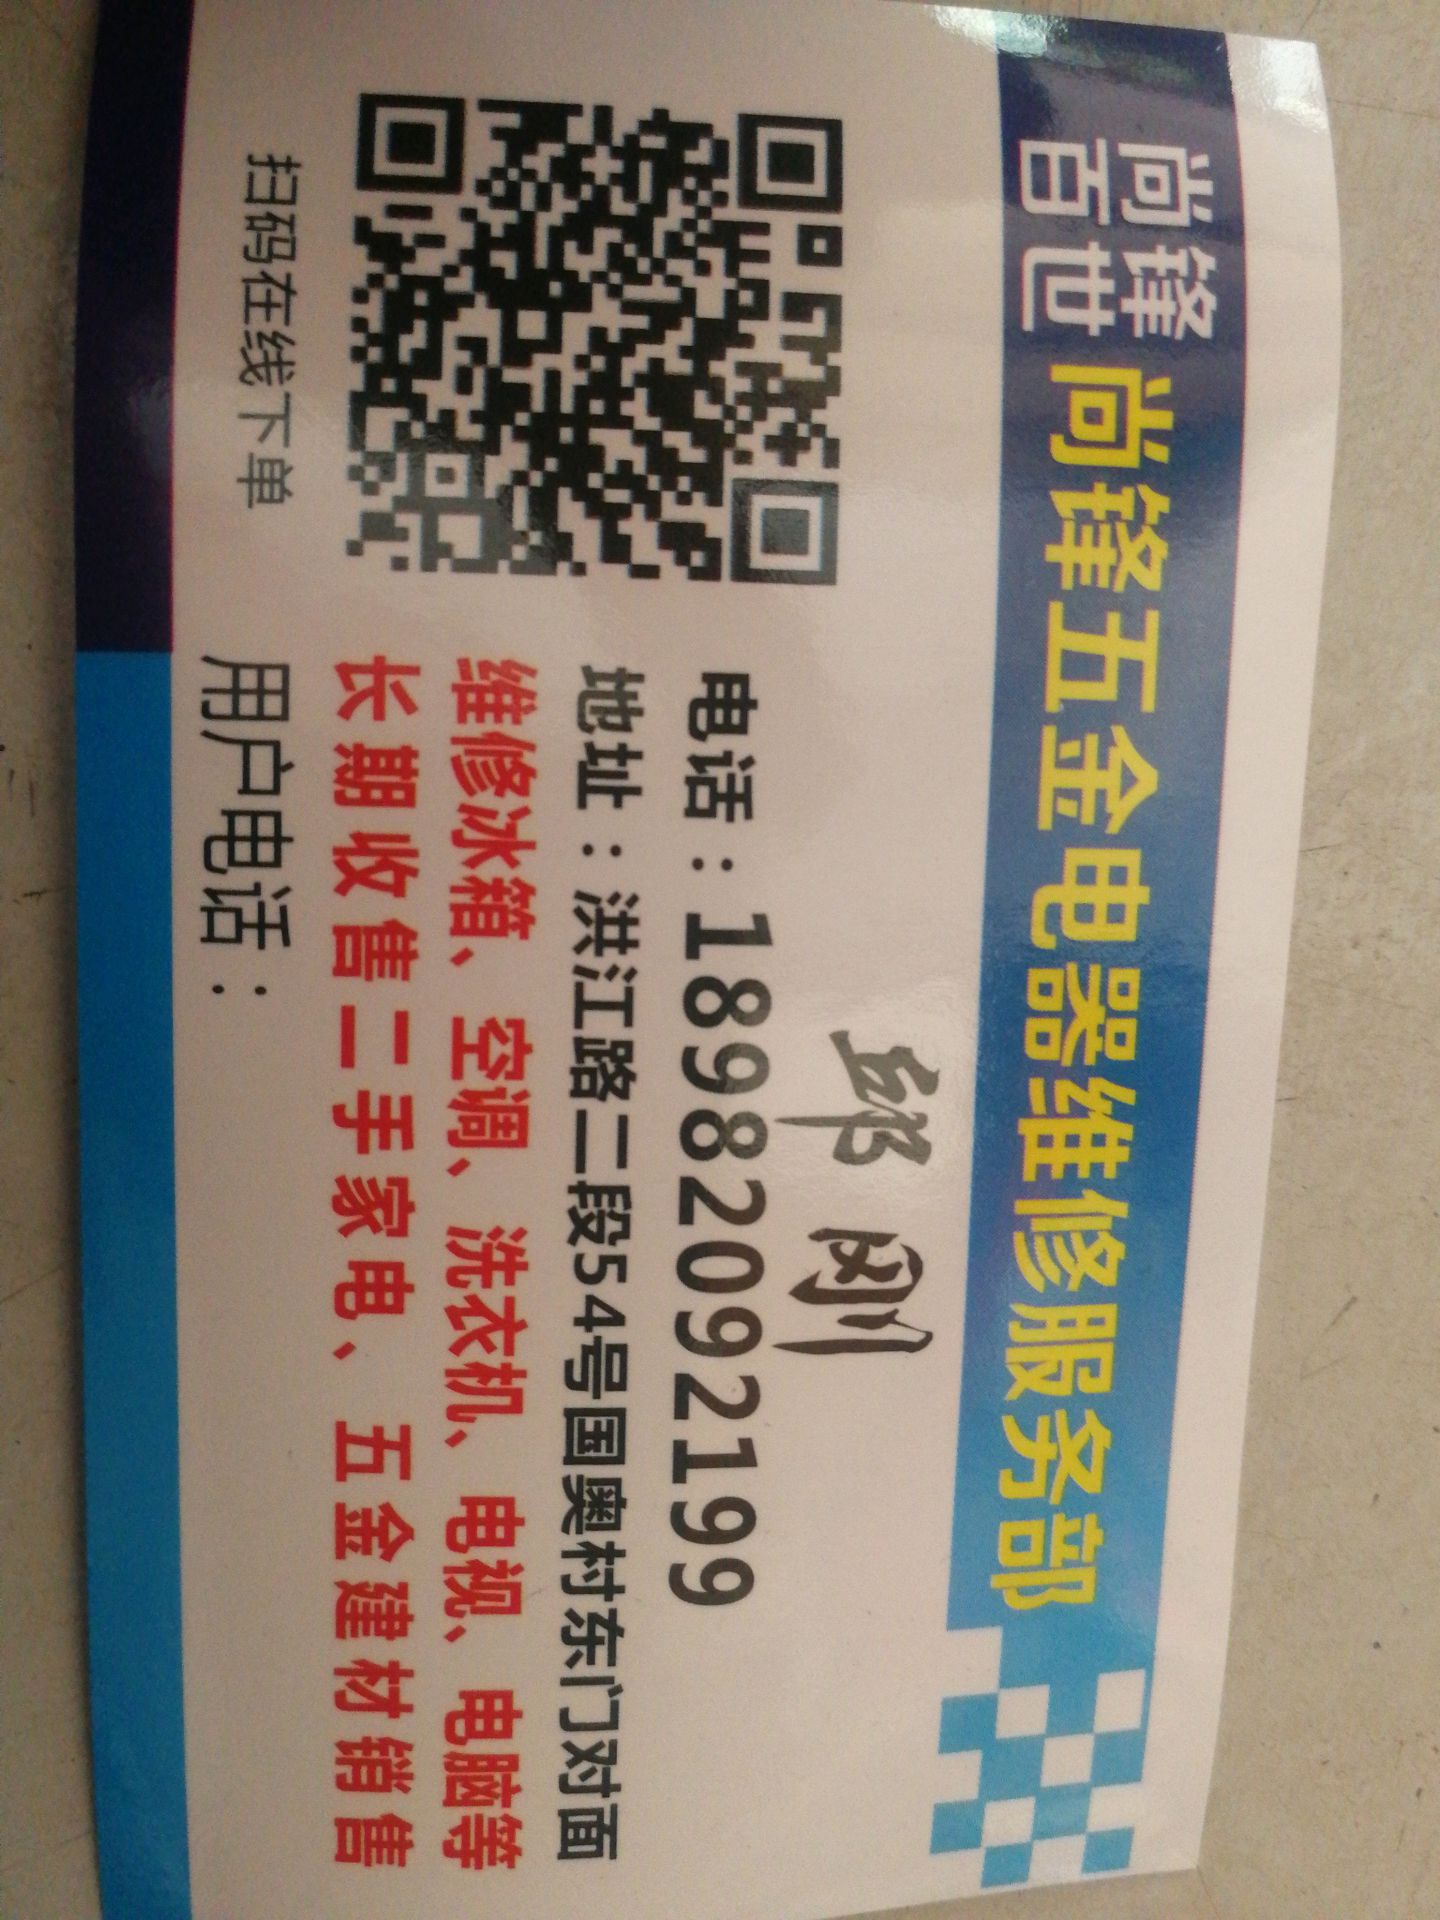 尚锋
百世
尚锋五金电器维修服务部
邱刚
电话：18982092199
地址：洪江路二段54号国奥村东门对面
维修冰箱、空调、洗衣机、电视、电脑等
长期收售二手家电、五金建材销售
用户电话：
扫码在线下单